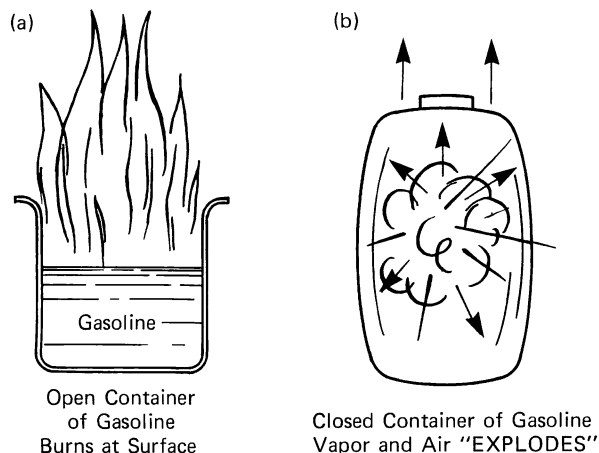 (a)
(b)
Gasoline
Open Container
of Gasoline
Burns at Surface
Closed Container of Gasoline
Vapor and Air "EXPLODES"